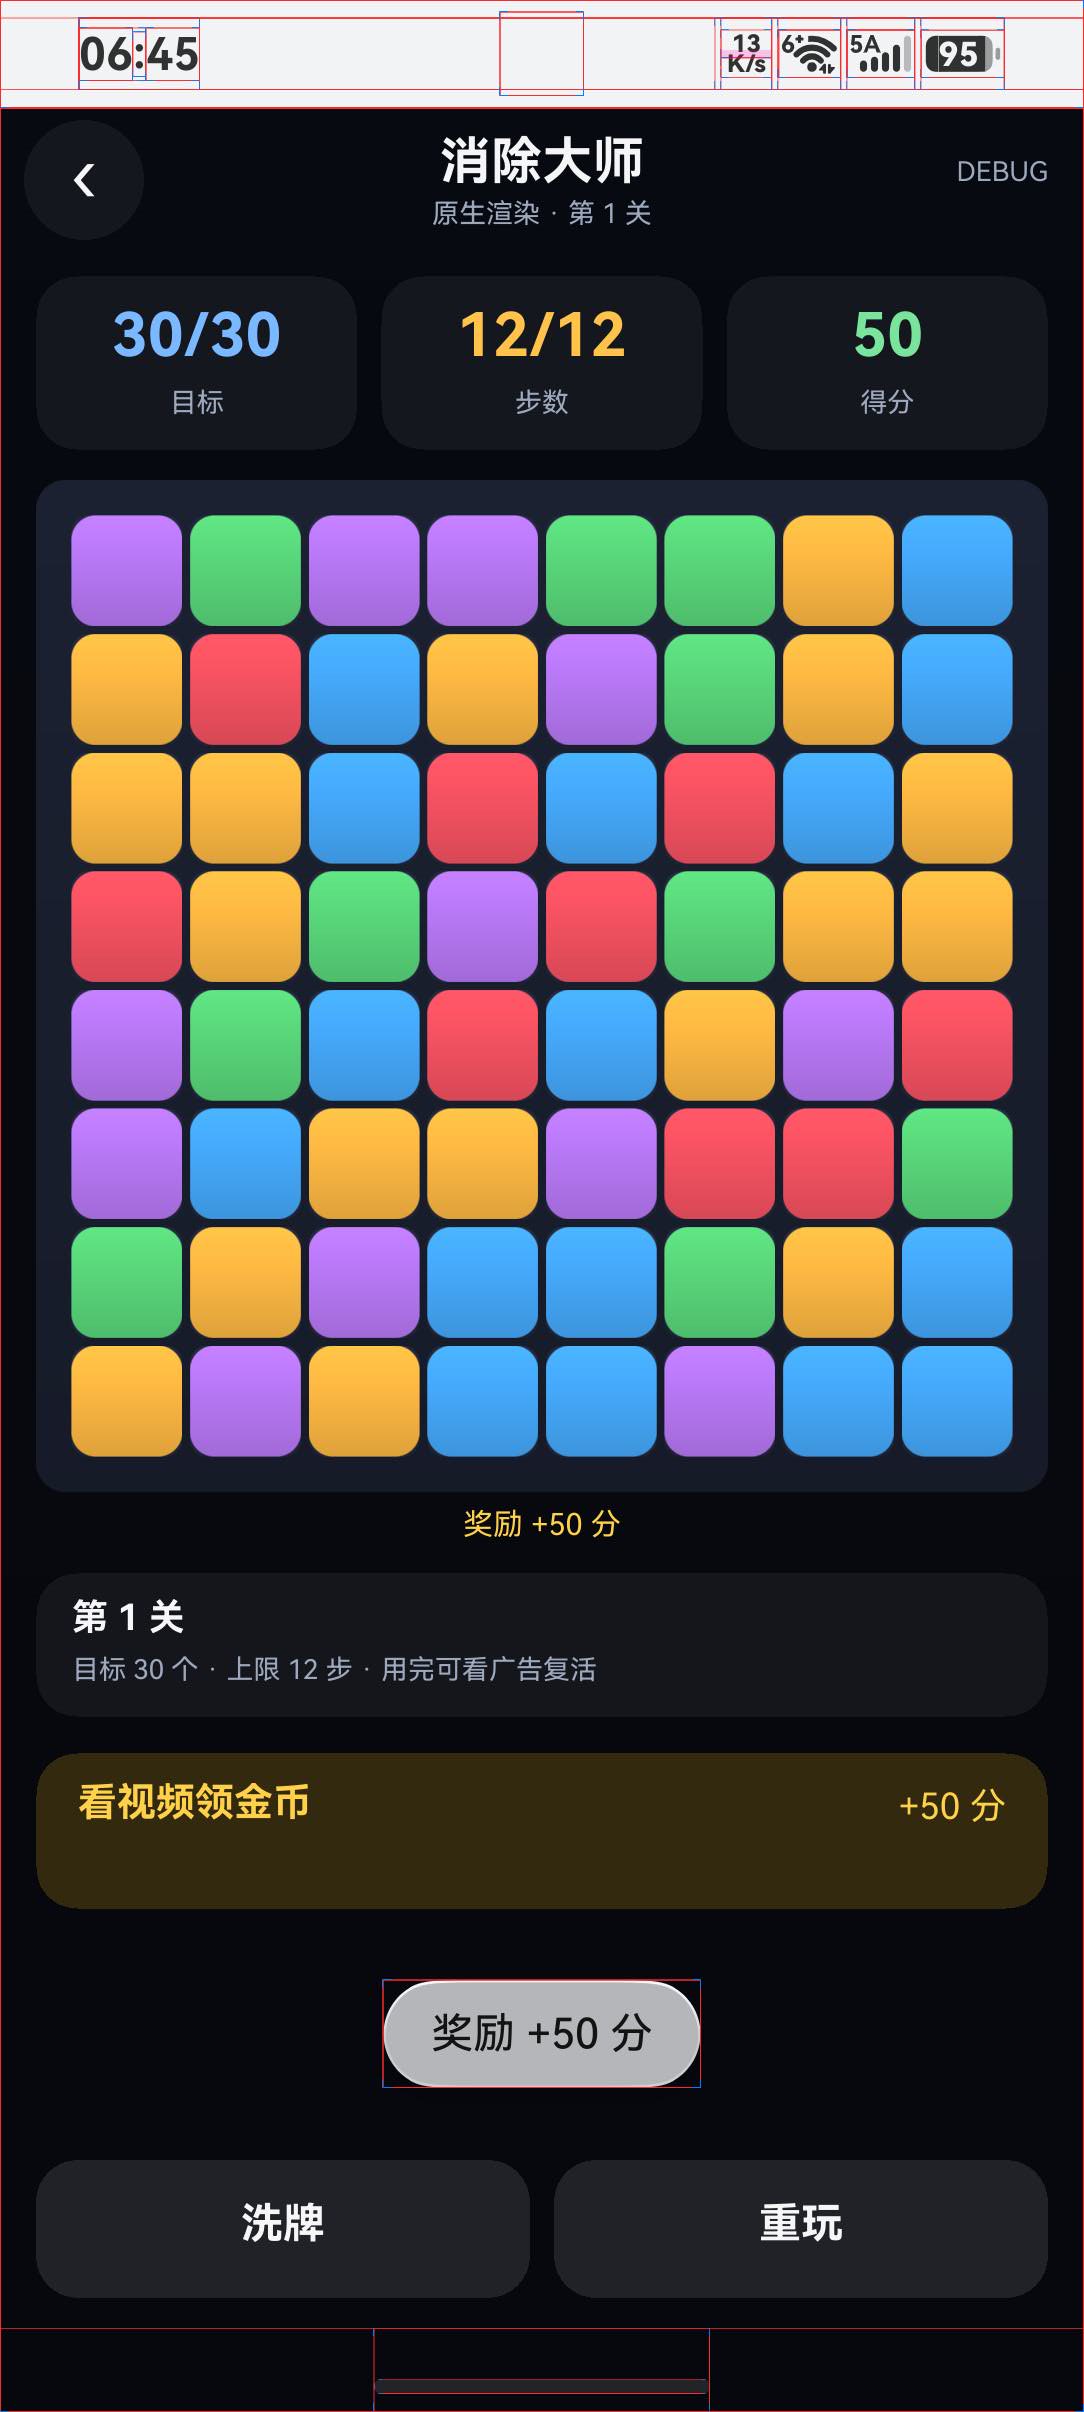 06:45
13 K/s
6+
5A
95
消除大师
DEBUG
原生渲染 · 第 1 关
30/30
12/12
50
目标
步数
得分
奖励 +50 分
第 1 关
目标 30 个 · 上限 12 步 · 用完可看广告复活
看视频领金币
+50 分
奖励 +50 分
洗牌
重玩